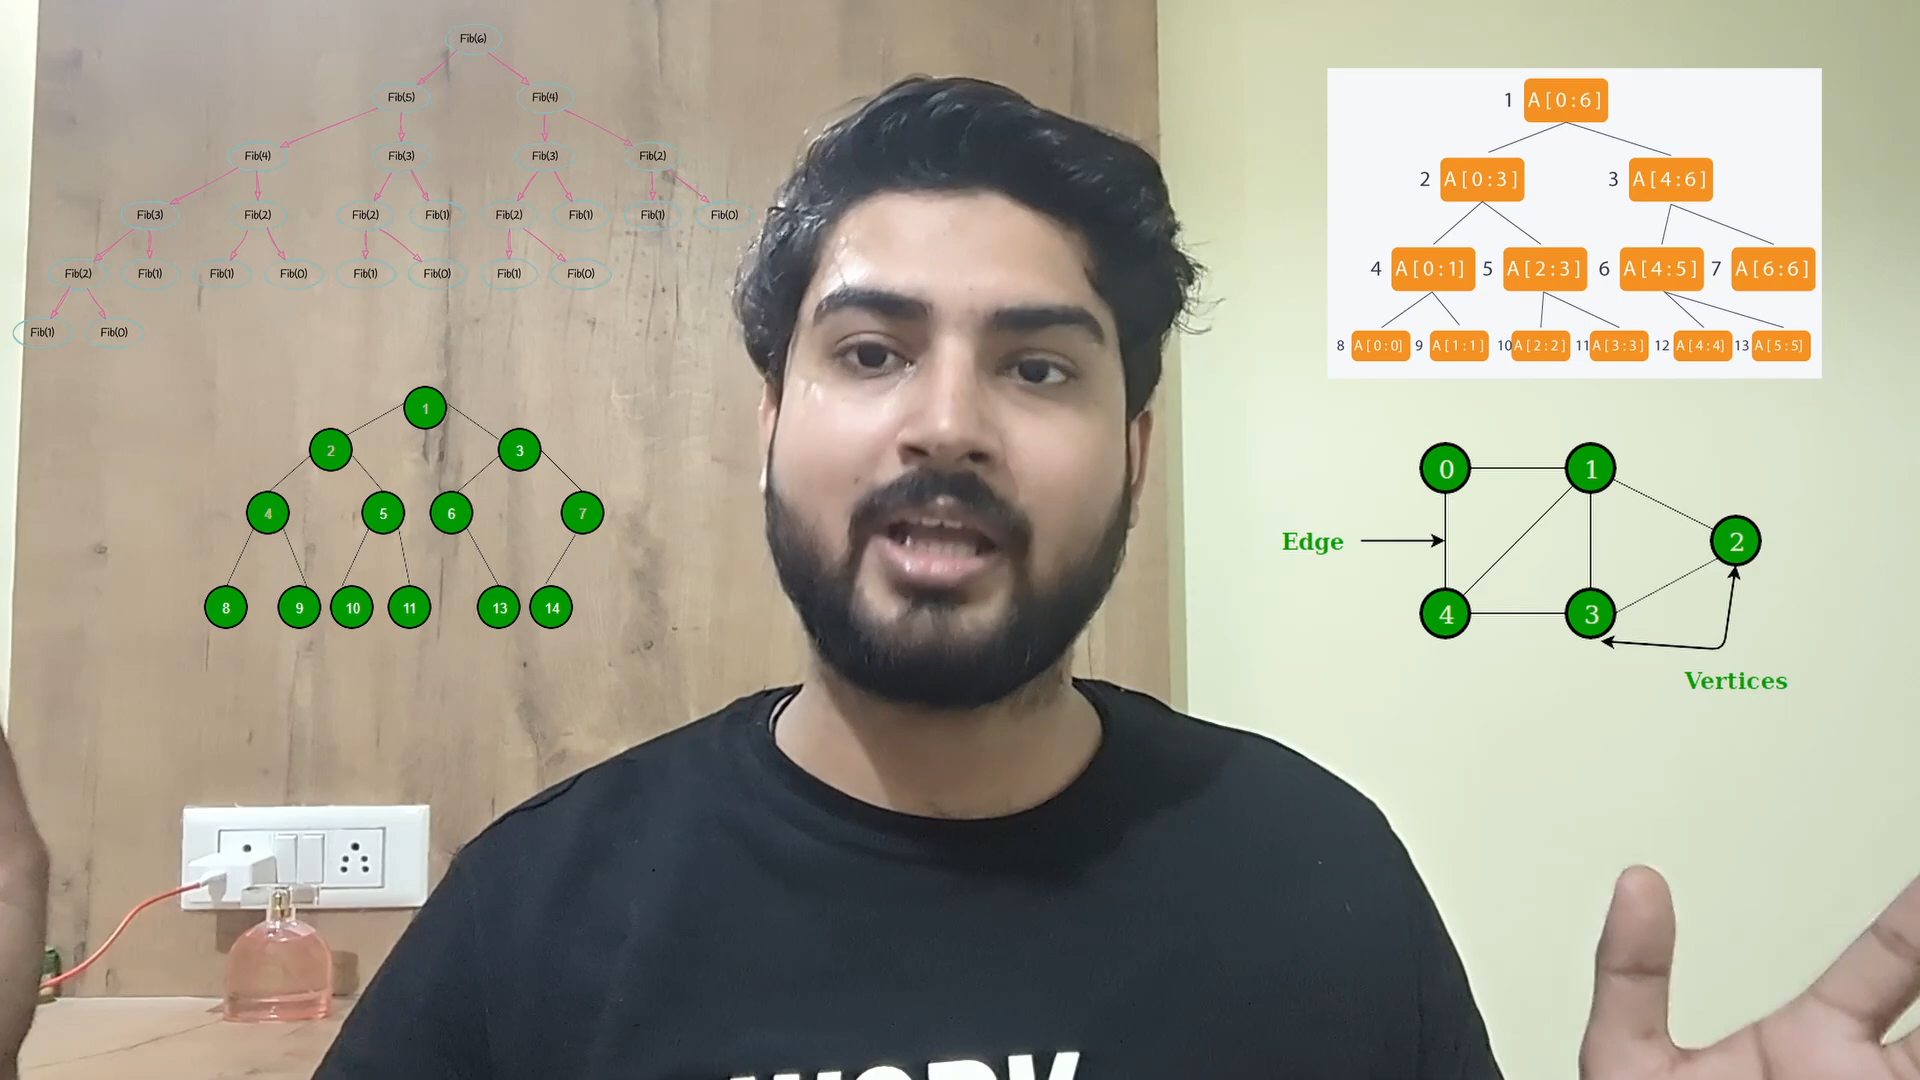 Fib(6)
Fib(5) Fib(4)
Fib(4) Fib(3) Fib(3) Fib(2)
Fib(3) Fib(2) Fib(2) Fib(1) Fib(2) Fib(1) Fib(1) Fib(0)
Fib(2) Fib(1) Fib(1) Fib(0) Fib(1) Fib(0) Fib(1) Fib(0)
Fib(1) Fib(0)
1
2 3
4 5 6 7
8 9 10 11 13 14
1 A[0:6]
2 A[0:3] 3 A[4:6]
4 A[0:1] 5 A[2:3] 6 A[4:5] 7 A[6:6]
8 A[0:0] 9 A[1:1] 10 A[2:2] 11 A[3:3] 12 A[4:4] 13 A[5:5]
0 1
Edge 2
4 3
Vertices
WORK